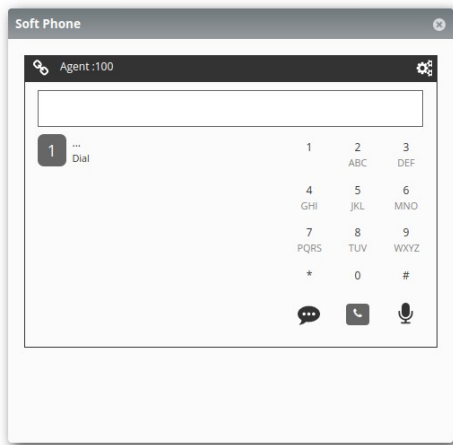 Soft Phone
Agent :100
1
...
Dial
1 2 3
ABC DEF
4 5 6
GHI JKL MNO
7 8 9
PQRS TUV WXYZ
* 0 #